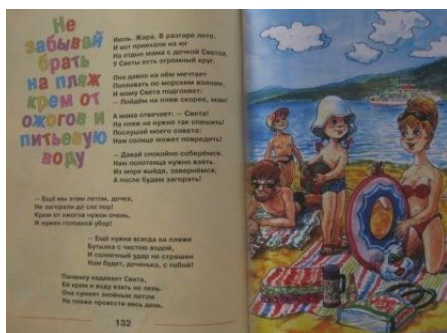 Не
забывай
брать
на пляж
крем от
ожогов и
питьевую
воду
Июль. Жара. В разгаре лето.
И вот приехали на юг
На отдых мама с дочкой Светой,
У Светы есть огромный круг.
Она давно на нём мечтает
Поплавать по морским волнам,
И маму Света подгоняет:
– Пойдём на пляж скорее, мам!
А мама отвечает: – Света!
На пляж не нужно так спешить!
Послушай моего совета:
Нам солнце может повредить!
– Давай спокойно соберёмся,
Нам полотенца нужно взять.
Из моря выйдя, завернёмся,
А после будем загорать!
– Ещё мы этим летом, дочка,
Не загорали до сих пор!
Крем от ожогов нужен очень,
И нужен головной убор!
– Ещё нужна всегда на пляже
Бутылка с чистою водой,
И солнечный удар не страшен
Нам будет, доченька, с тобой!
Панамку надевает Света,
Ей крем и воду взять не лень.
Она сумеет знойным летом
На пляже провести весь день.
132